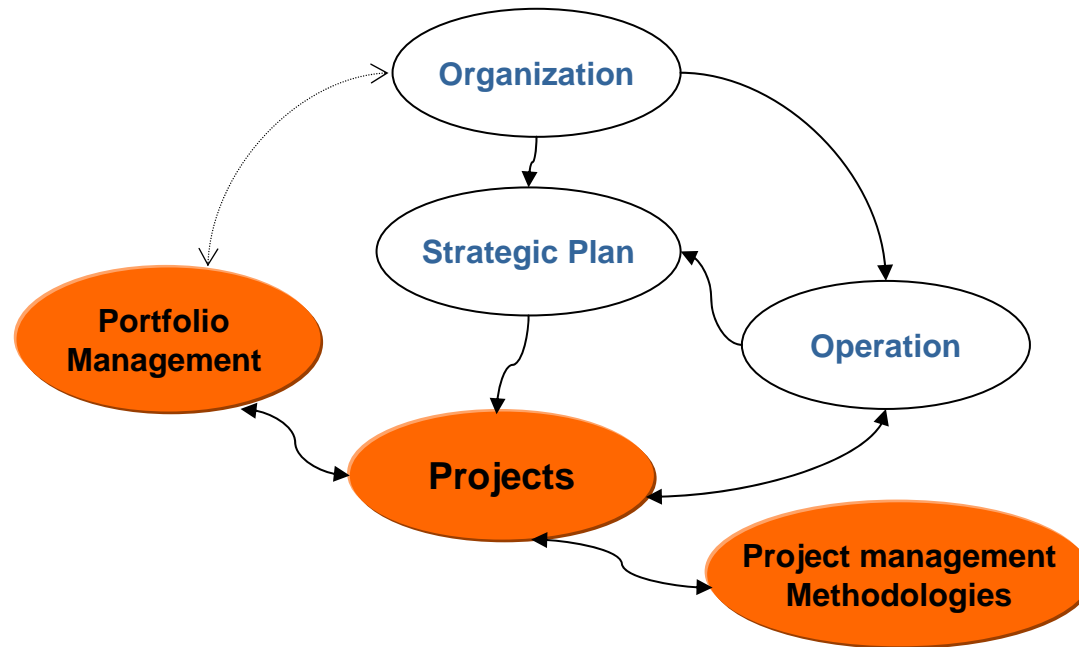 Organization
Strategic Plan
Portfolio
Management
Operation
Projects
Project management
Methodologies